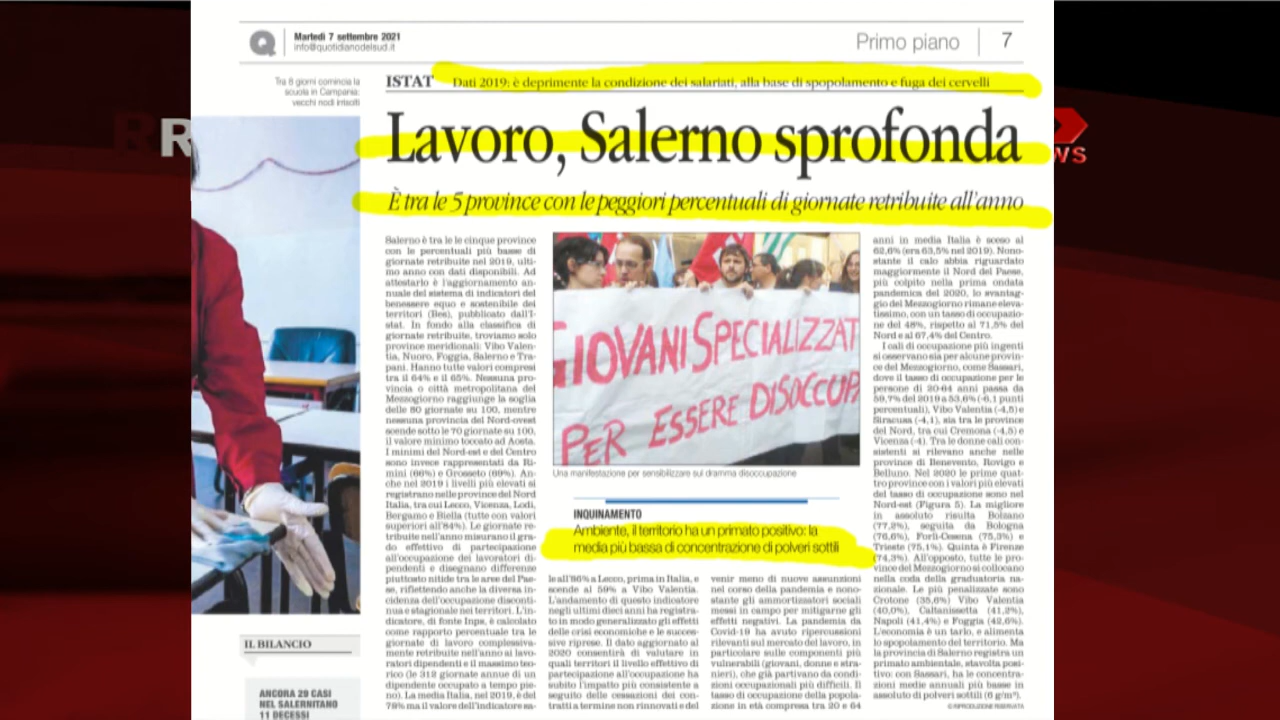 Martedì 7 settembre 2021
info@quotidianodelsud.it
Primo piano
7
Tra 8 giorni comincia la
scuola in Campania:
vecchi nodi irrisolti
ISTAT Dati 2019: è deprimente la condizione dei salariati, alla base di spopolamento e fuga dei cervelli
Lavoro, Salerno sprofonda
È tra le 5 province con le peggiori percentuali di giornate retribuite all'anno
Salerno è tra le le cinque province
con le percentuali più basse di
giornate retribuite nel 2019, ulti-
mo anno con dati disponibili. Ad
attestarlo è l'aggiornamento an-
nuale del sistema di indicatori del
benessere equo e sostenibile dei
territori (Bes), pubblicato dall'I-
stat. In fondo alla classifica di
giornate retribuite, troviamo solo
province meridionali: Vibo Valen-
tia, Nuoro, Foggia, Salerno e Tra-
pani. Hanno tutte valori compresi
tra il 64% e il 65%. Nessuna pro-
vincia o città metropolitana del
Mezzogiorno raggiunge la soglia
delle 80 giornate su 100, mentre
nessuna provincia del Nord-ovest
scende sotto le 70 giornate su 100,
il valore minimo toccato ad Aosta.
I minimi del Nord-est e del Centro
sono invece rappresentati da Ri-
mini (66%) e Grosseto (69%). An-
che nel 2019 i livelli più elevati si
registrano nelle province del Nord
Italia, tra cui Lecco, Vicenza, Lodi,
Bergamo e Biella (tutte con valori
superiori all'84%). Le giornate re-
tribuite nell'anno misurano il gra-
do effettivo di partecipazione
all'occupazione dei lavoratori di-
pendenti e disegnano differenze
piuttosto nitide tra le aree del Pae-
se, riflettendo anche la diversa in-
cidenza dell'occupazione disconti-
nua e stagionale nei territori. L'in-
dicatore, di fonte Inps, è calcolato
come rapporto percentuale tra le
giornate di lavoro complessiva-
mente retribuite nell'anno ai lavo-
ratori dipendenti e il massimo teo-
rico (le 312 giornate annue di un
dipendente occupato a tempo pie-
no). La media Italia, nel 2019, è del
78% ma il valore dell'indicatore sa-
GIOVANI SPECIALIZZAT
PER ESSERE DISOCCUP
Una manifestazione per sensibilizzare sul dramma disoccupazione
INQUINAMENTO
Ambiente, il territorio ha un primato positivo: la
media più bassa di concentrazione di polveri sottili
le all'86% a Lecco, prima in Italia, e
scende al 59% a Vibo Valentia.
L'andamento di questo indicatore
negli ultimi dieci anni ha registra-
to in modo generalizzato gli effetti
delle crisi economiche e le succes-
sive riprese. Il dato aggiornato al
2020 consentirà di valutare in
quali territori il livello effettivo di
partecipazione all'occupazione ha
subito l'impatto più consistente a
seguito delle cessazioni dei con-
tratti a termine non rinnovati e del
venir meno di nuove assunzioni
nel corso della pandemia e nono-
stante gli ammortizzatori sociali
messi in campo per mitigarne gli
effetti negativi. La pandemia da
Covid-19 ha avuto ripercussioni
rilevanti sul mercato del lavoro, in
particolare sulle componenti più
vulnerabili (giovani, donne e stra-
nieri), che già partivano da condi-
zioni occupazionali più difficili. Il
tasso di occupazione della popola-
zione in età compresa tra 20 e 64
anni in media Italia è sceso al
62,6% (era 63,5% nel 2019). Nono-
stante il calo abbia riguardato
maggiormente il Nord del Paese,
più colpito nella prima ondata
pandemica del 2020, lo svantag-
gio del Mezzogiorno rimane eleva-
tissimo, con un tasso di occupazio-
ne del 48%, rispetto al 71,5% del
Nord e al 67,4% del Centro.
I cali di occupazione più ingenti
si osservano sia per alcune provin-
ce del Mezzogiorno, come Sassari,
dove il tasso di occupazione per le
persone di 20-64 anni passa da
59,7% del 2019 a 53,6% (-6,1 punti
percentuali), Vibo Valentia (-4,5) e
Siracusa (-4,1), sia tra le province
del Nord, tra cui Cremona (-4,5) e
Vicenza (-4). Tra le donne cali con-
sistenti si rilevano anche nelle
province di Benevento, Rovigo e
Belluno. Nel 2020 le prime quat-
tro province con i valori più elevati
del tasso di occupazione sono nel
Nord-est (Figura 5). La migliore
in assoluto risulta Bolzano
(77,2%), seguita da Bologna
(76,6%), Forlì-Cesena (75,3%) e
Trieste (75,1%). Quinta è Firenze
(74,3%). All'opposto, tutte le pro-
vince del Mezzogiorno si collocano
nella coda della graduatoria na-
zionale. Le più penalizzate sono
Crotone (35,6%) Vibo Valentia
(40,0%), Caltanissetta (41,2%),
Napoli (41,4%) e Foggia (42,6%).
L'economia è un tarlo, e alimenta
lo spopolamento del territorio. Ma
la provincia di Salerno registra un
primato ambientale, stavolta posi-
tivo: con Sassari, ha le concentra-
zioni medie annuali più basse in
assoluto di polveri sottili (6 g/m³).
© RIPRODUZIONE RISERVATA
IL BILANCIO
ANCORA 29 CASI
NEL SALERNITANO
11 DECESSI